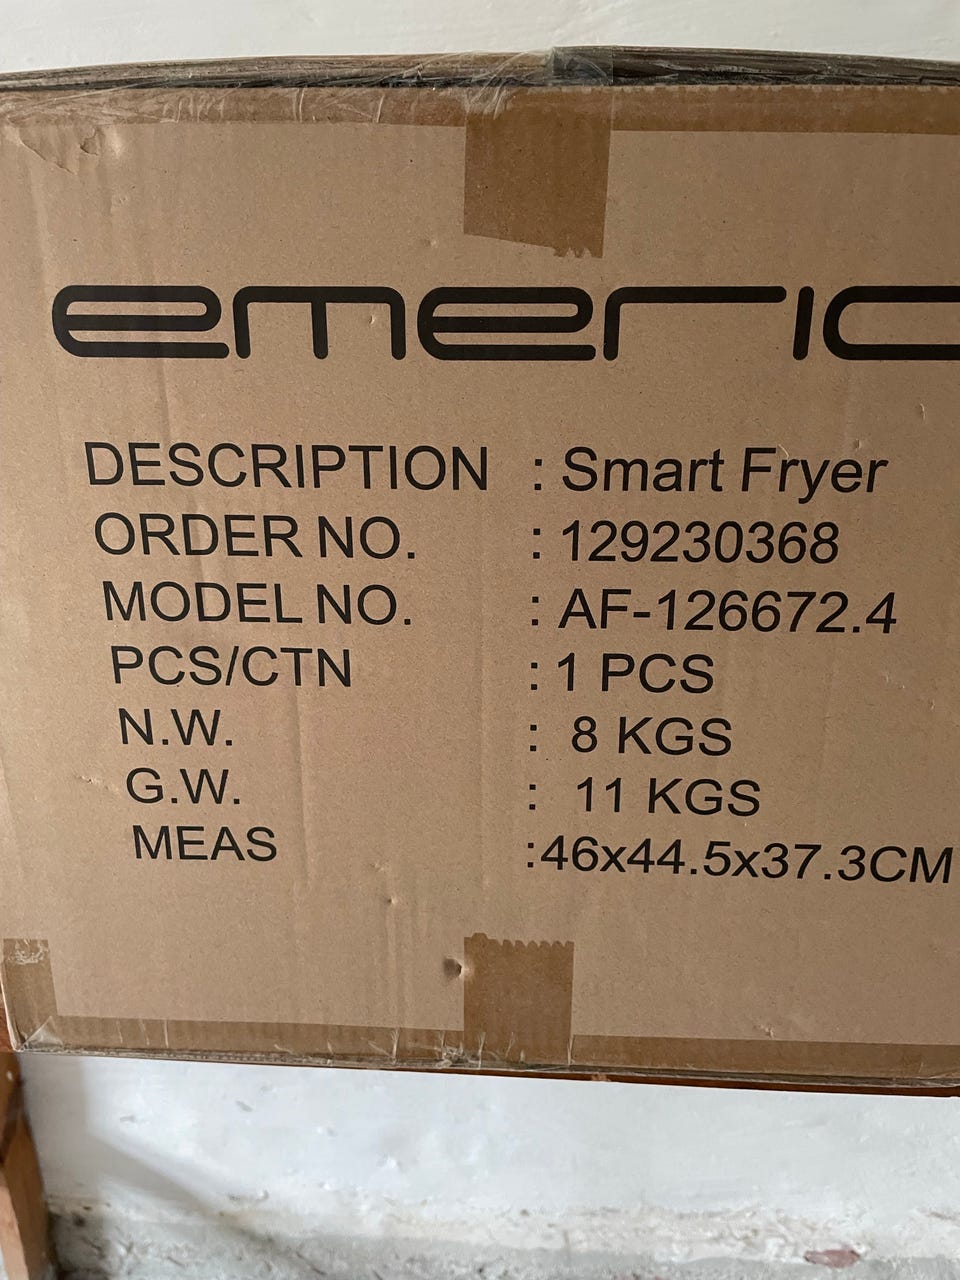 emeric
DESCRIPTION : Smart Fryer
ORDER NO. : 129230368
MODEL NO. : AF-126672.4
PCS/CTN : 1 PCS
N.W. : 8 KGS
G.W. : 11 KGS
MEAS :46x44.5x37.3CM